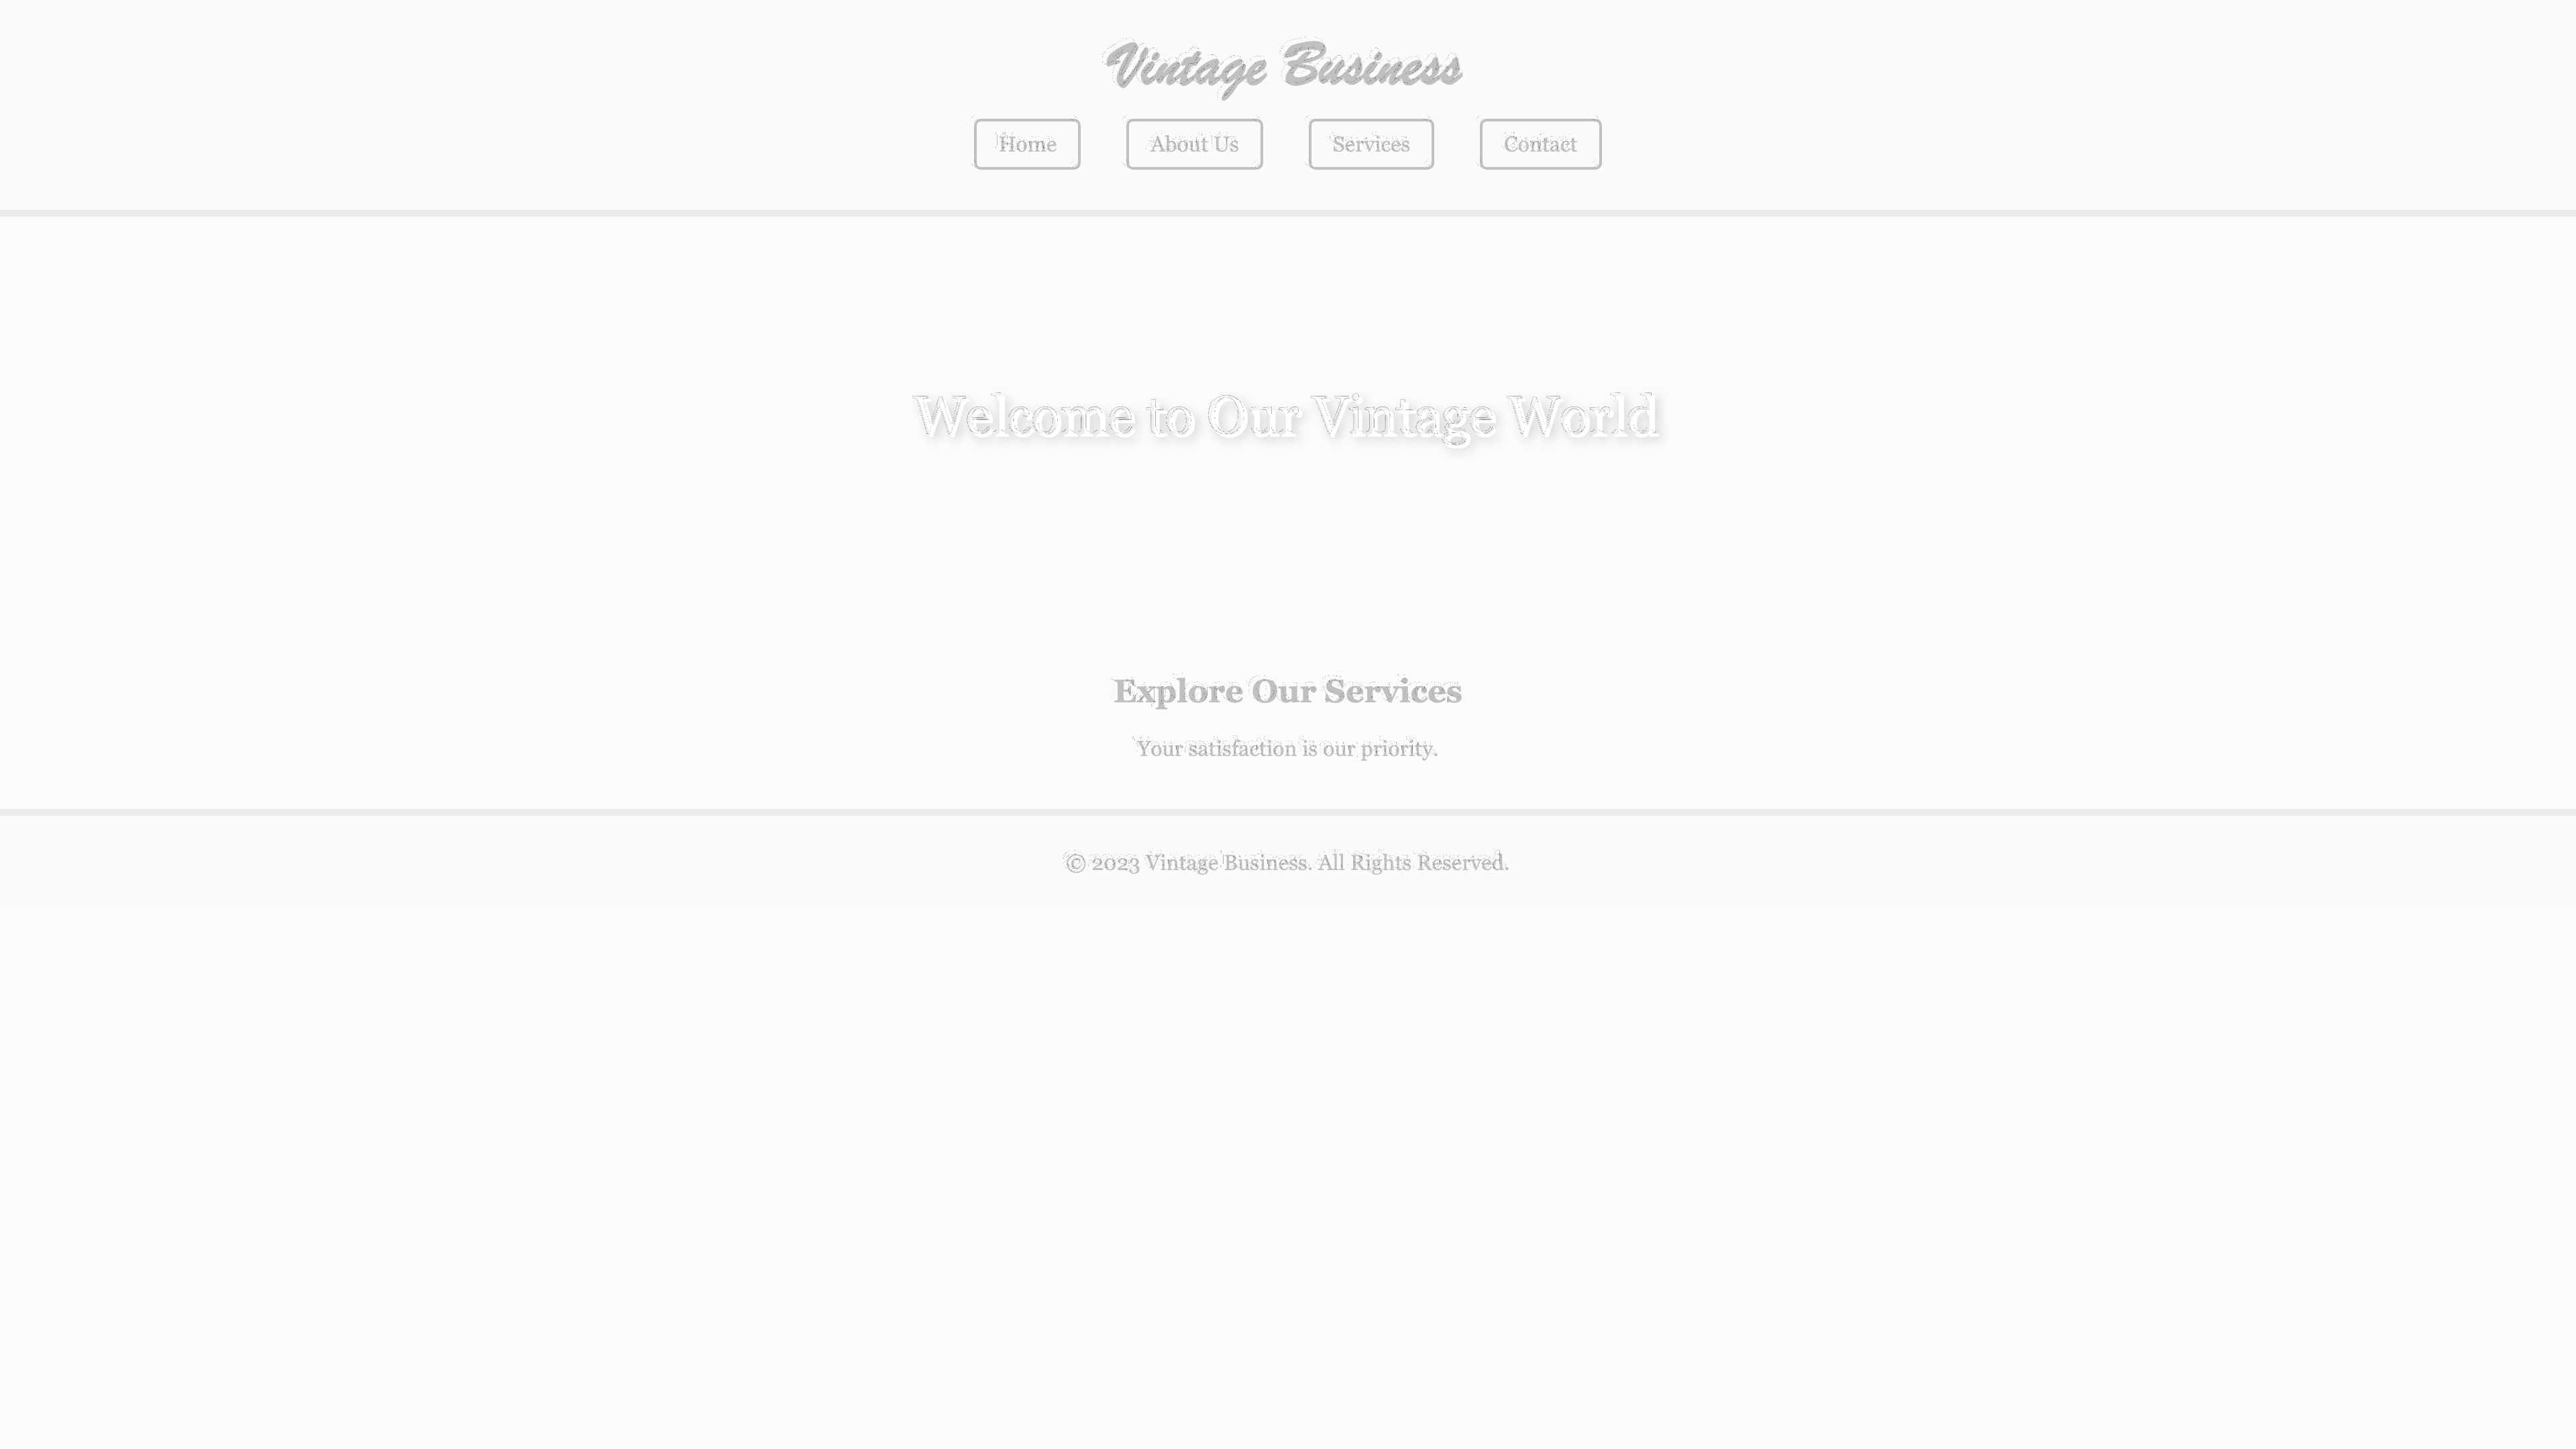 Vintage Business
Home About Us Services Contact
Welcome to Our Vintage World
Explore Our Services
Your satisfaction is our priority.
© 2023 Vintage Business. All Rights Reserved.